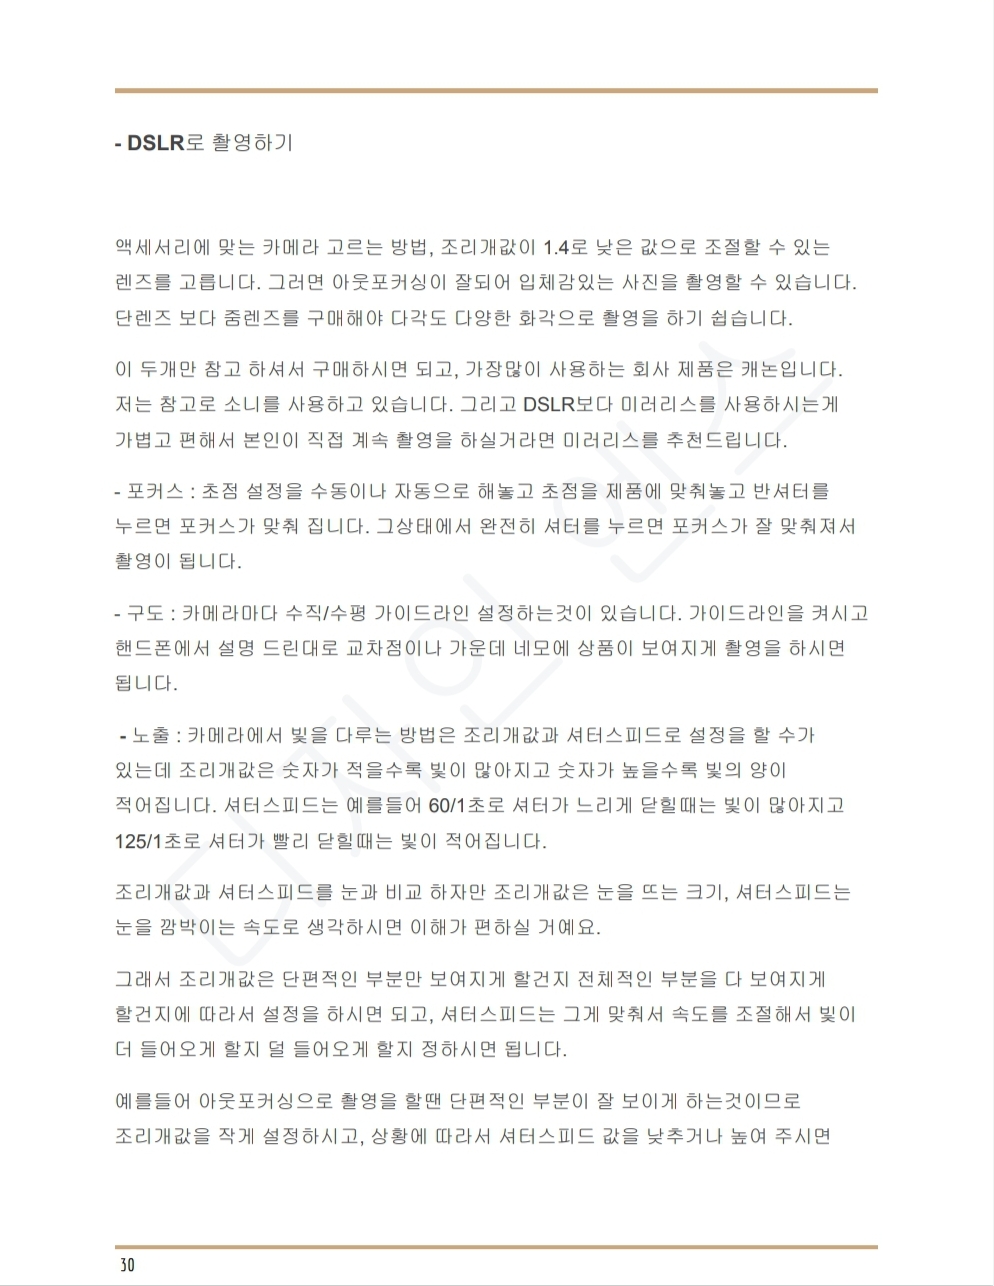 - DSLR로 촬영하기
액세서리에 맞는 카메라 고르는 방법, 조리개값이 1.4로 낮은 값으로 조절할 수 있는
렌즈를 고릅니다. 그러면 아웃포커싱이 잘되어 입체감있는 사진을 촬영할 수 있습니다.
단렌즈 보다 줌렌즈를 구매해야 다각도 다양한 화각으로 촬영을 하기 쉽습니다.
이 두개만 참고 하셔서 구매하시면 되고, 가장많이 사용하는 회사 제품은 캐논입니다.
저는 참고로 소니를 사용하고 있습니다. 그리고 DSLR보다 미러리스를 사용하시는게
가볍고 편해서 본인이 직접 계속 촬영을 하실거라면 미러리스를 추천드립니다.
- 포커스 : 초점 설정을 수동이나 자동으로 해놓고 초점을 제품에 맞춰놓고 반셔터를
누르면 포커스가 맞춰 집니다. 그상태에서 완전히 셔터를 누르면 포커스가 잘 맞춰져서
촬영이 됩니다.
- 구도 : 카메라마다 수직/수평 가이드라인 설정하는것이 있습니다. 가이드라인을 켜시고
핸드폰에서 설명 드린대로 교차점이나 가운데 네모에 상품이 보여지게 촬영을 하시면
됩니다.
- 노출 : 카메라에서 빛을 다루는 방법은 조리개값과 셔터스피드로 설정을 할 수가
있는데 조리개값은 숫자가 적을수록 빛이 많아지고 숫자가 높을수록 빛의 양이
적어집니다. 셔터스피드는 예를들어 60/1초로 셔터가 느리게 닫힐때는 빛이 많아지고
125/1초로 셔터가 빨리 닫힐때는 빛이 적어집니다.
조리개값과 셔터스피드를 눈과 비교 하자만 조리개값은 눈을 뜨는 크기, 셔터스피드는
눈을 깜박이는 속도로 생각하시면 이해가 편하실 거예요.
그래서 조리개값은 단편적인 부분만 보여지게 할건지 전체적인 부분을 다 보여지게
할건지에 따라서 설정을 하시면 되고, 셔터스피드는 그게 맞춰서 속도를 조절해서 빛이
더 들어오게 할지 덜 들어오게 할지 정하시면 됩니다.
예를들어 아웃포커싱으로 촬영을 할땐 단편적인 부분이 잘 보이게 하는것이므로
조리개값을 작게 설정하시고, 상황에 따라서 셔터스피드 값을 낮추거나 높여 주시면
30